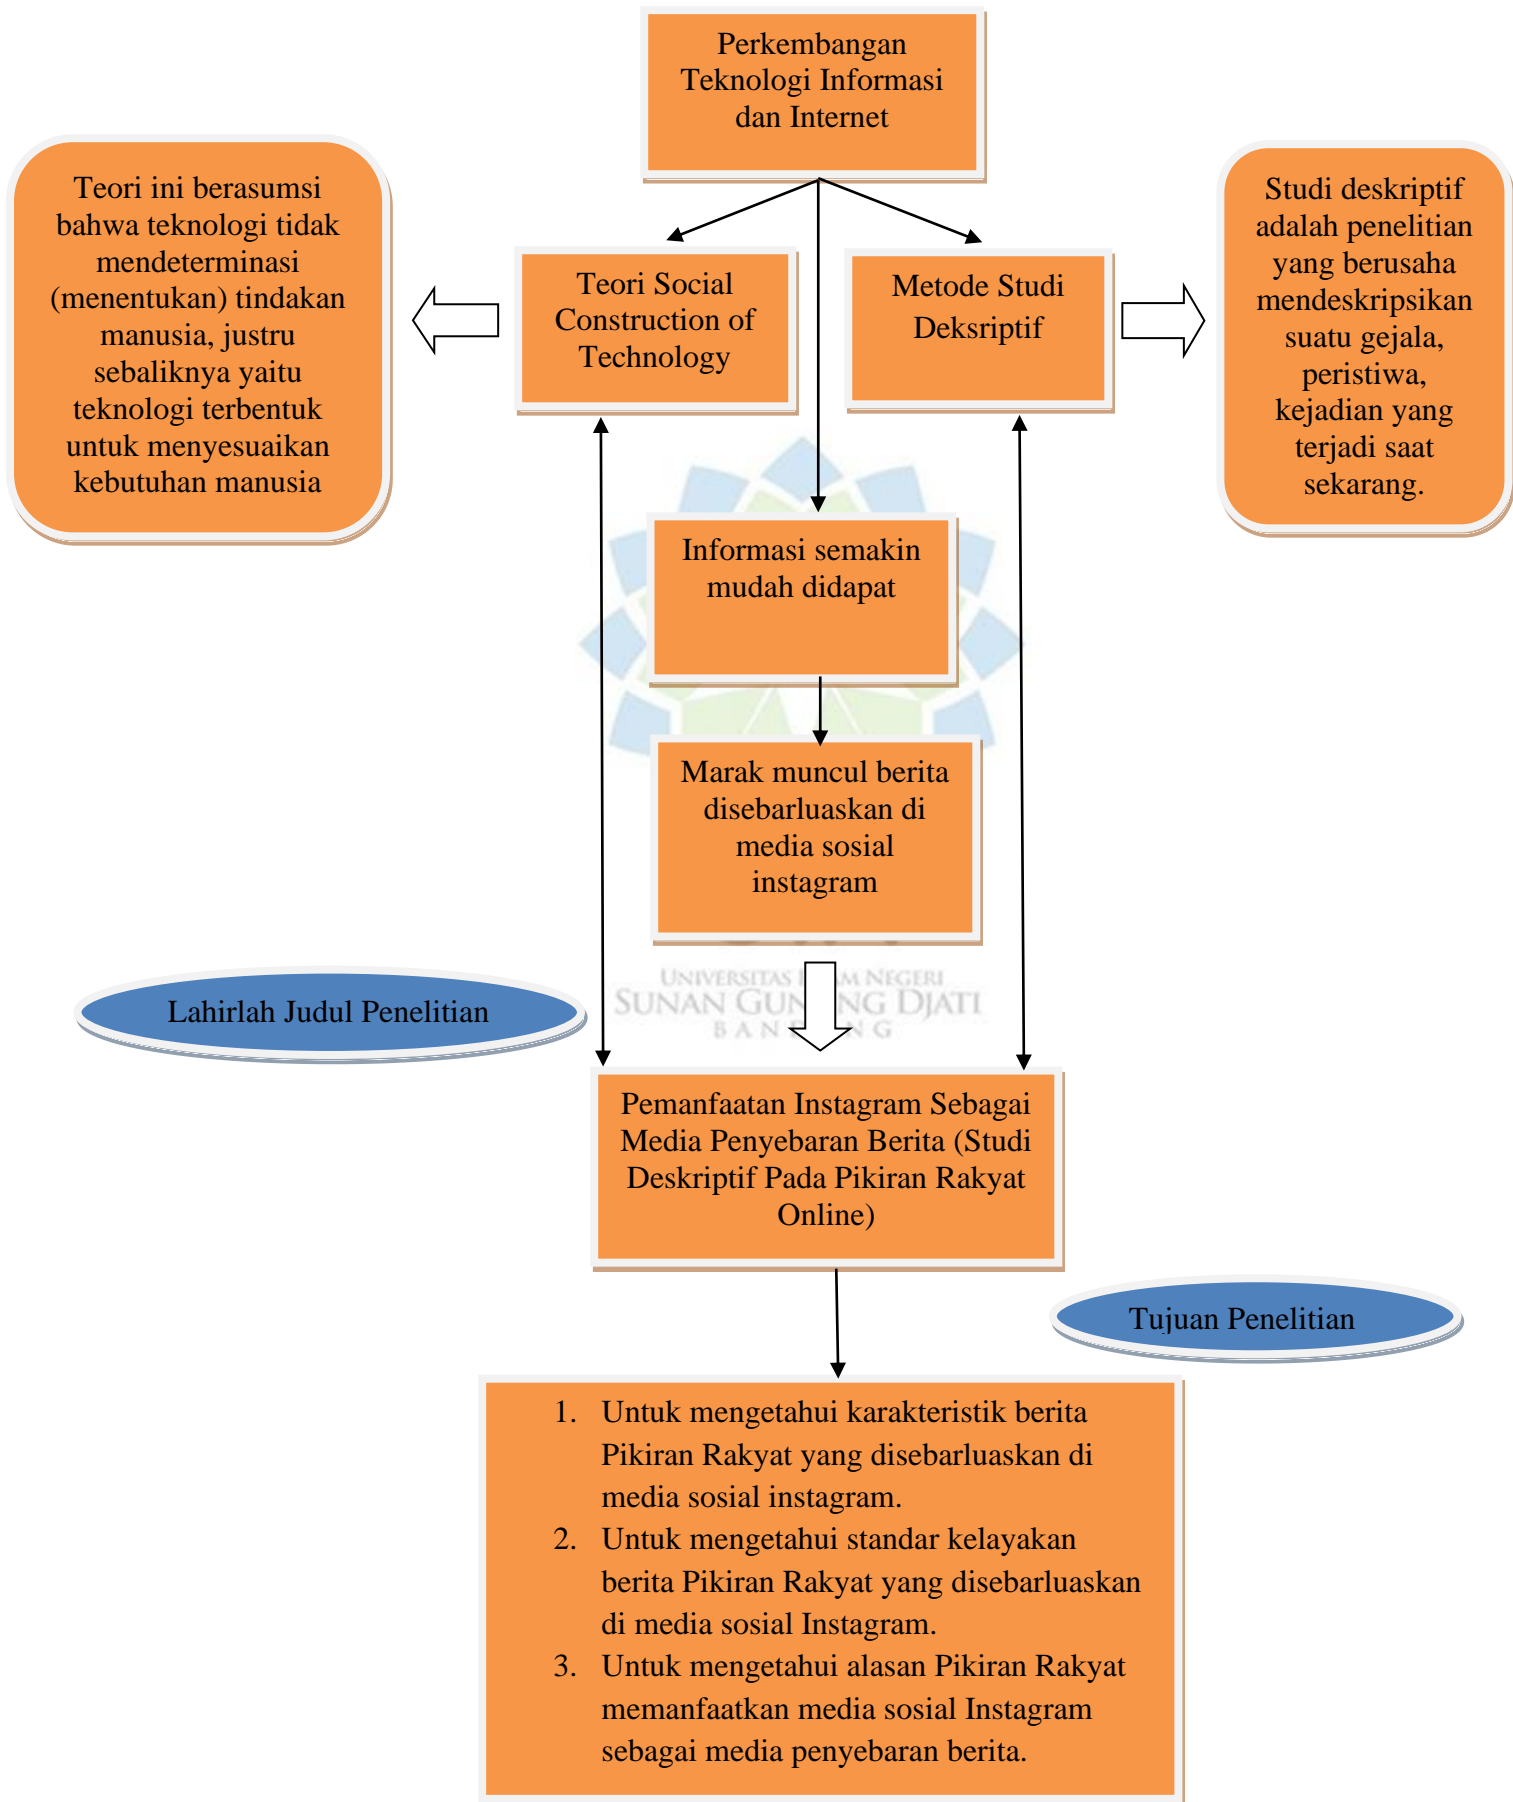 Perkembangan
Teknologi Informasi
dan Internet
Teori ini berasumsi
bahwa teknologi tidak
mendeterminasi
(menentukan) tindakan
manusia, justru
sebaliknya yaitu
teknologi terbentuk
untuk menyesuaikan
kebutuhan manusia
Teori Social
Construction of
Technology
Metode Studi
Deksriptif
Studi deskriptif
adalah penelitian
yang berusaha
mendeskripsikan
suatu gejala,
peristiwa,
kejadian yang
terjadi saat
sekarang.
Informasi semakin
mudah didapat
Marak muncul berita
disebarluaskan di
media sosial
instagram
UNIVERSITAS NEGERI
SUNAN DJATI
Lahirlah Judul Penelitian
Pemanfaatan Instagram Sebagai
Media Penyebaran Berita (Studi
Deskriptif Pada Pikiran Rakyat
Online)
Tujuan Penelitian
1. Untuk mengetahui karakteristik berita
Pikiran Rakyat yang disebarluaskan di
media sosial instagram.
2. Untuk mengetahui standar kelayakan
berita Pikiran Rakyat yang disebarluaskan
di media sosial Instagram.
3. Untuk mengetahui alasan Pikiran Rakyat
memanfaatkan media sosial Instagram
sebagai media penyebaran berita.